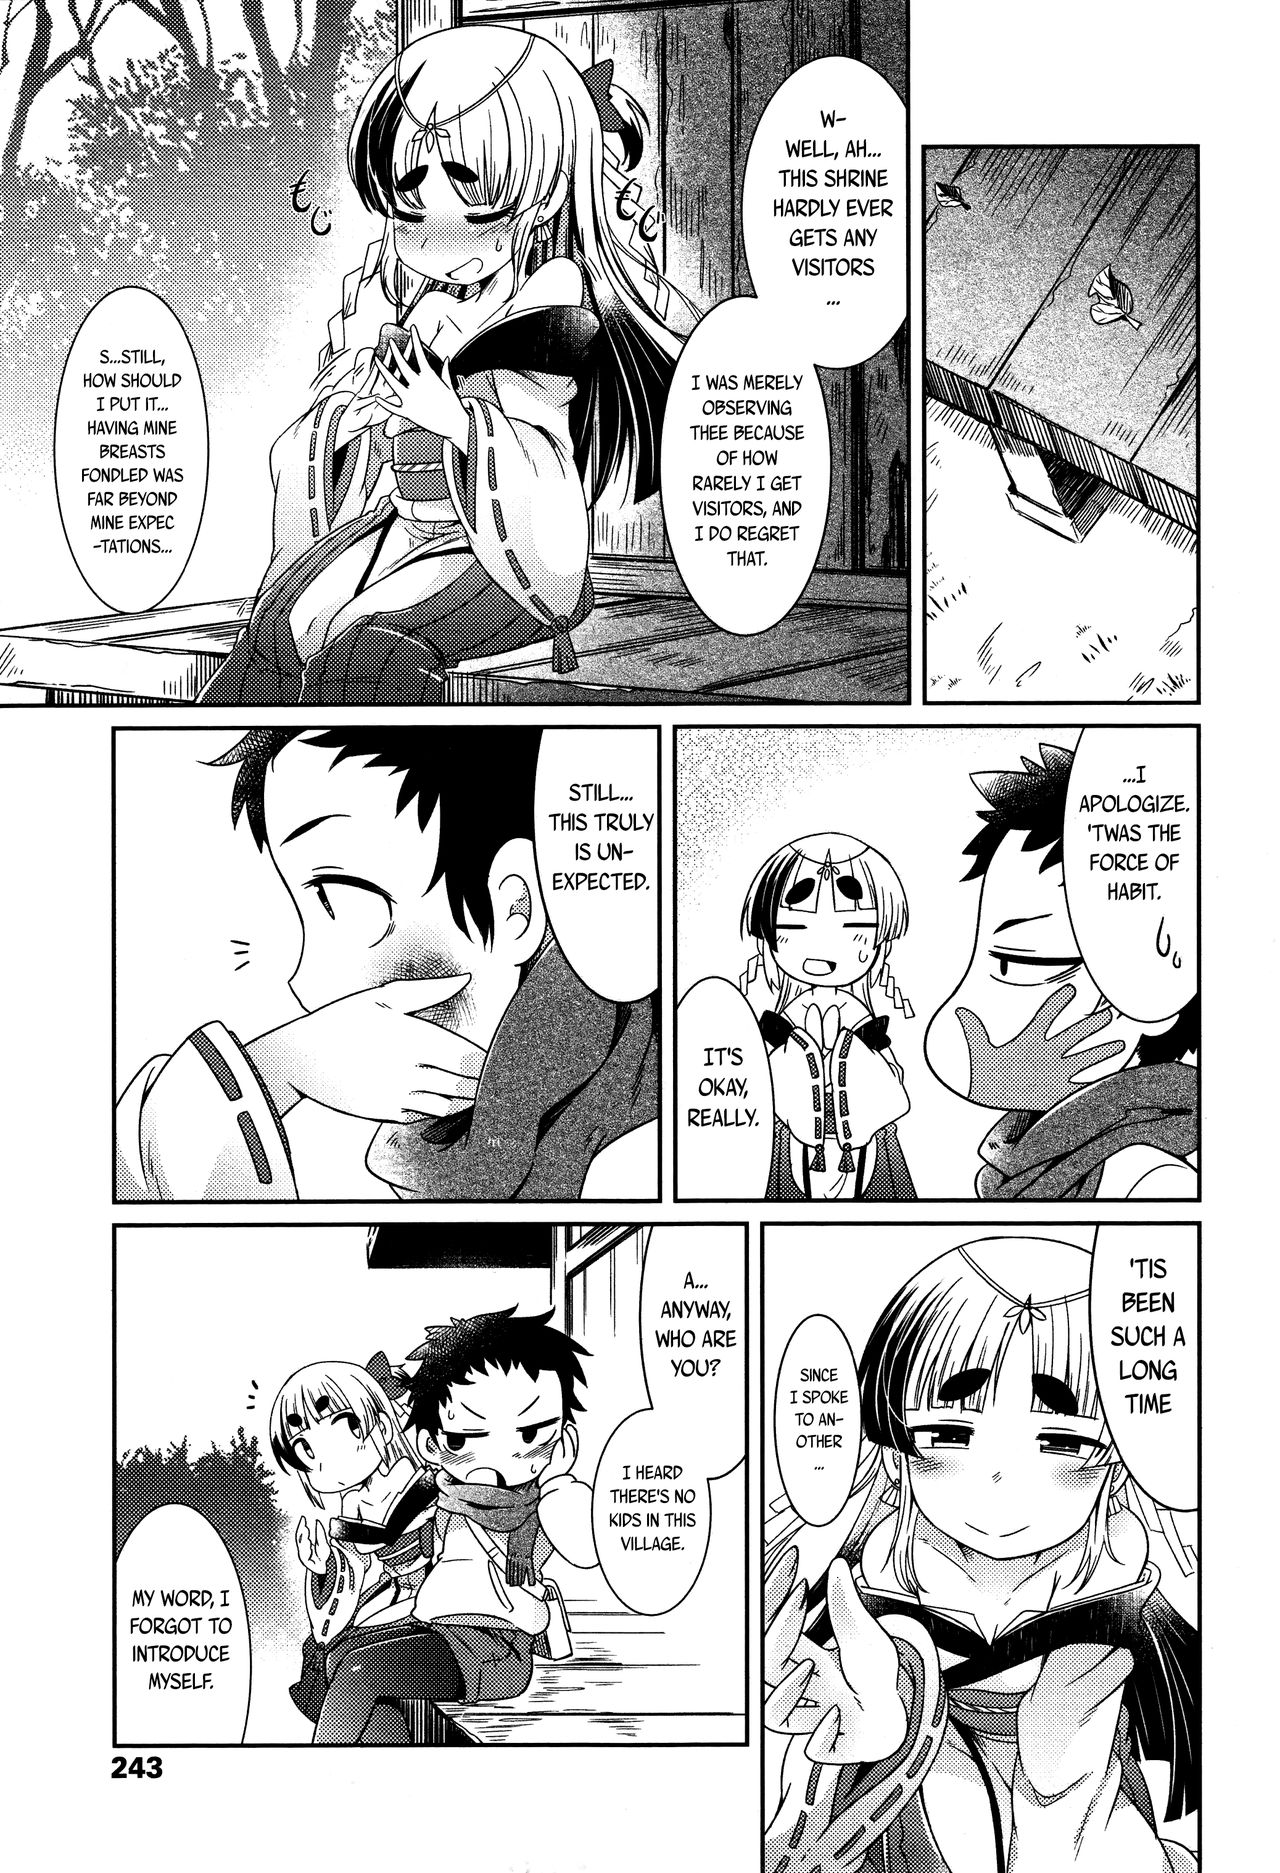 W-
WELL, AH...
THIS SHRINE
HARDLY EVER
GETS ANY
VISITORS
...
I WAS MERELY
OBSERVING
THEE BECAUSE
OF HOW
RARELY I GET
VISITORS, AND
I DO REGRET
THAT.
もじ
もじ
S...STILL,
HOW SHOULD
I PUT IT...
HAVING MINE
BREASTS
FONDLED WAS
FAR BEYOND
MINE EXPEC
-TATIONS...
...I
APOLOGIZE.
'TWAS THE
FORCE OF
HABIT.
IT'S
OKAY,
REALLY.
STILL...
THIS TRULY
IS UN-
EXPECTED.
'TIS
BEEN
SUCH A
LONG
TIME
SINCE
I SPOKE
TO AN-
OTHER
...
A...
ANYWAY,
WHO ARE
YOU?
I HEARD
THERE'S NO
KIDS IN THIS
VILLAGE.
MY WORD, I
FORGOT TO
INTRODUCE
MYSELF.
243